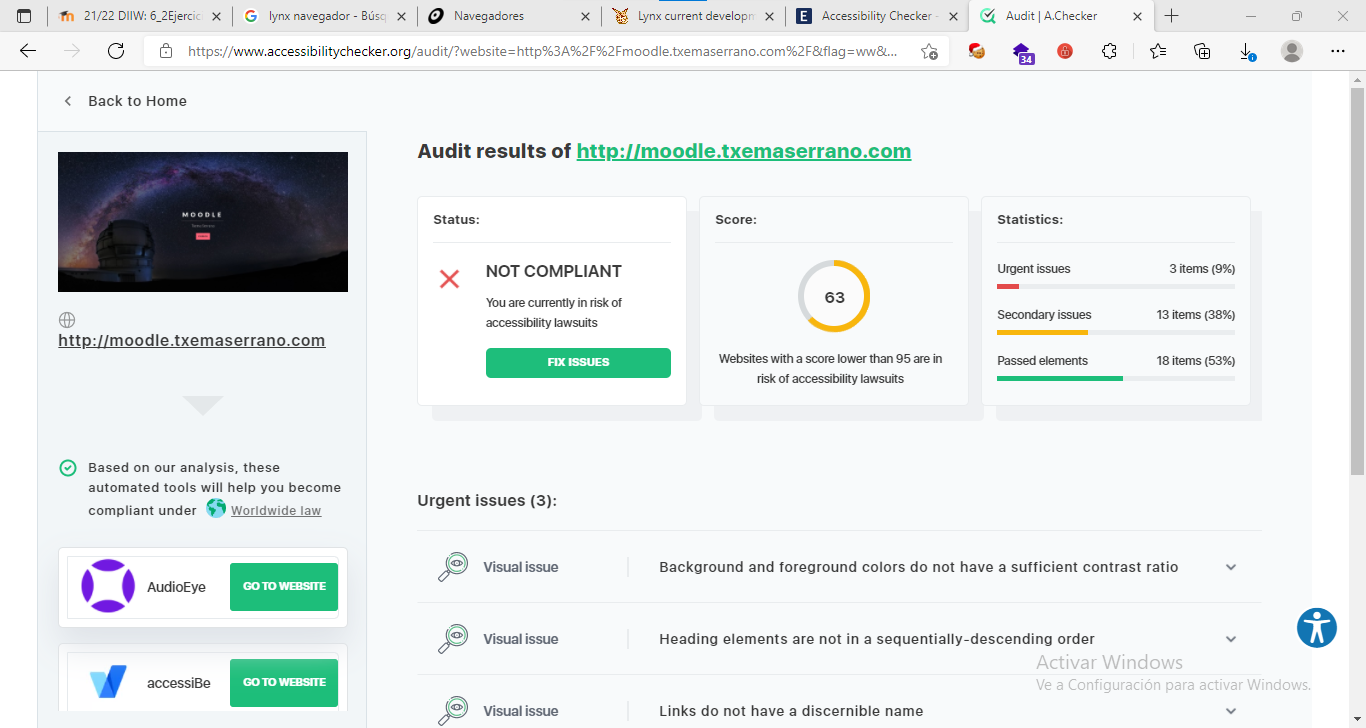 21/22 DIIW: 6_2Ejercic
lynx navegador - Búsq
Navegadores
Lynx current developm
Accessibility Checker -
Audit | A.Checker
https://www.accessibilitychecker.org/audit/?website=http%3A%2F%2Fmoodle.txemaserrano.com%2F&flag=ww&...
34
Back to Home
MOODLE
http://moodle.txemaserrano.com
Based on our analysis, these
automated tools will help you become
compliant under Worldwide law
AudioEye
GO TO WEBSITE
accessiBe
GO TO WEBSITE
Audit results of http://moodle.txemaserrano.com
Status:
NOT COMPLIANT
You are currently in risk of
accessibility lawsuits
FIX ISSUES
Score:
63
Websites with a score lower than 95 are in
risk of accessibility lawsuits
Statistics:
Urgent issues 3 items (9%)
Secondary issues 13 items (38%)
Passed elements 18 items (53%)
Urgent issues (3):
Visual issue Background and foreground colors do not have a sufficient contrast ratio
Visual issue Heading elements are not in a sequentially-descending order
Visual issue Links do not have a discernible name
Activar Windows
Ve a Configuración para activar Windows.